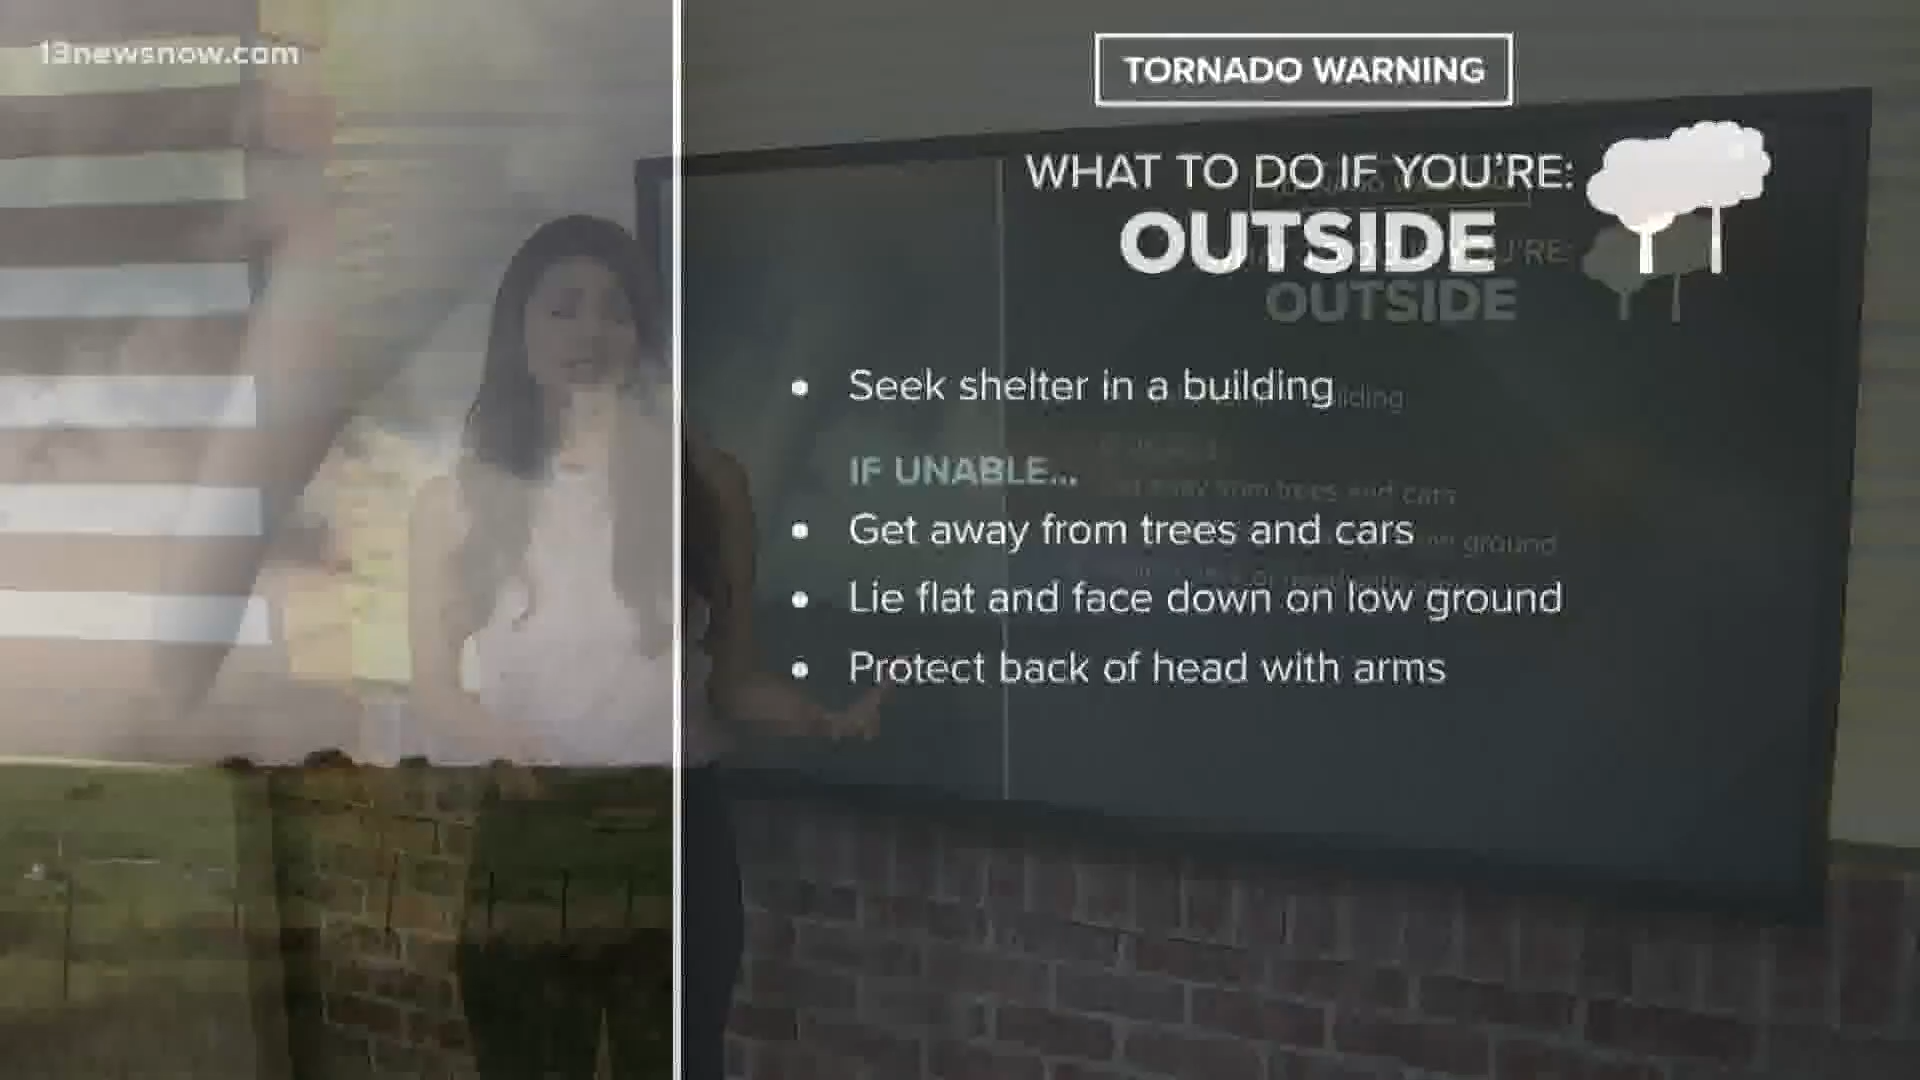 13newsnow.com
TORNADO WARNING
WHAT TO DO IF YOU'RE:
OUTSIDE
OUTSIDE
• Seek shelter in a building
IF UNABLE...
• Get away from trees and cars
• Lie flat and face down on low ground
• Protect back of head with arms